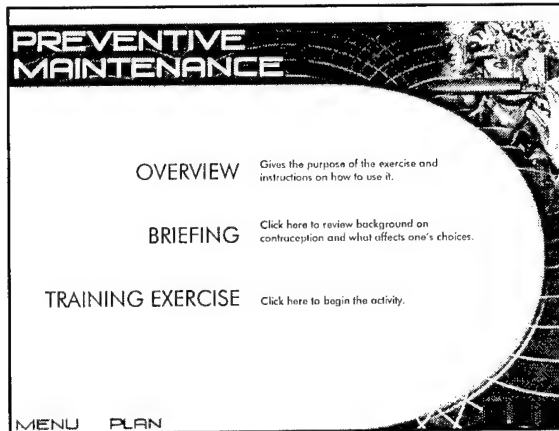 PREVENTIVE
MAINTENANCE
OVERVIEW
Gives the purpose of the exercise and
instructions on how to use it.
BRIEFING
Click here to review background on
contraception and what affects one's choices.
TRAINING EXERCISE
Click here to begin the activity.
MENU PLAN